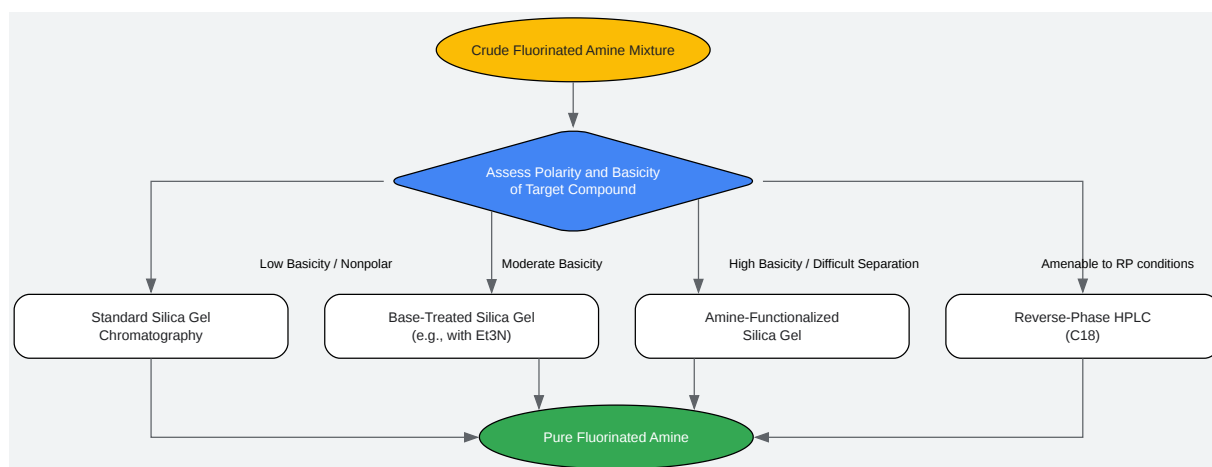 Crude Fluorinated Amine Mixture
Assess Polarity and Basicity
of Target Compound
Low Basicity / Nonpolar
Moderate Basicity
High Basicity / Difficult Separation
Amenable to RP conditions
Standard Silica Gel
Chromatography
Base-Treated Silica Gel
(e.g., with Et3N)
Amine-Functionalized
Silica Gel
Reverse-Phase HPLC
(C18)
Pure Fluorinated Amine